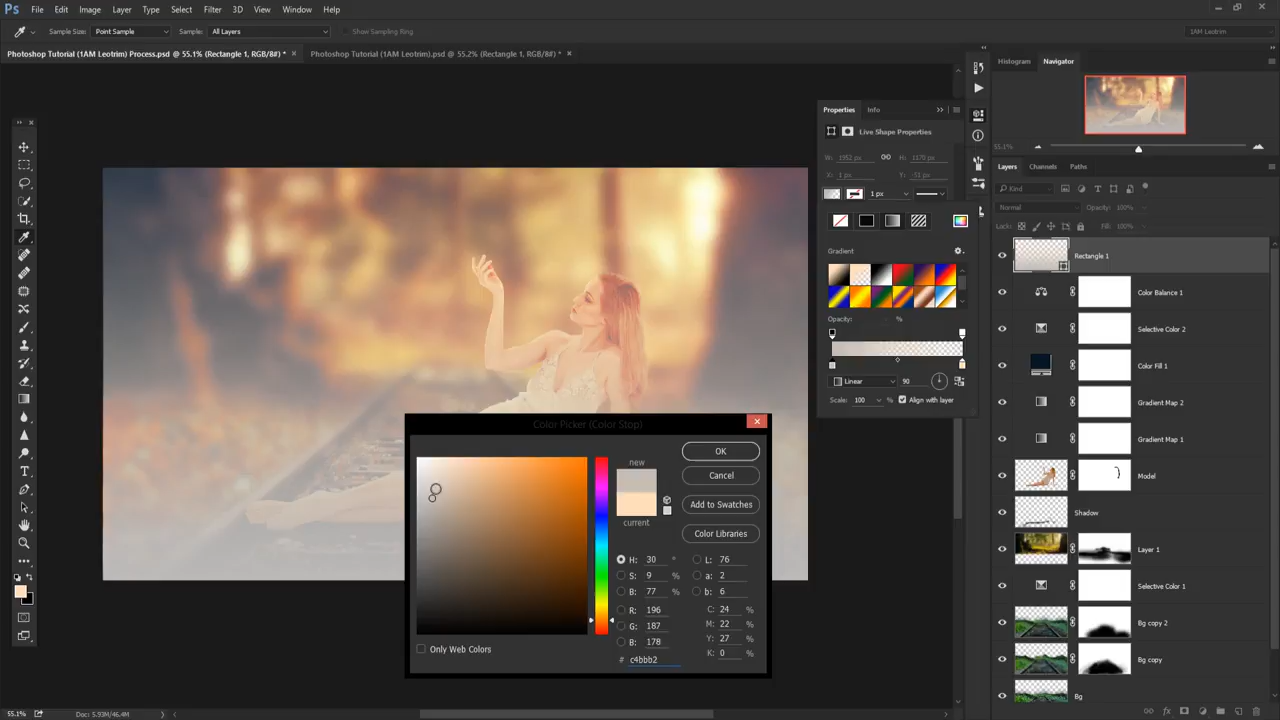 Ps File Edit Image Layer Type Select Filter 3D View Window Help
Sample Size: Point Sample Sample: All Layers Show Sampling Ring 1AM Leotrim
Photoshop Tutorial (1AM Leotrim) Process.psd @ 55.1% (Rectangle 1, RGB/8#) * × Photoshop Tutorial (1AM Leotrim).psd @ 55.2% (Rectangle 1, RGB/8#) * ×
Histogram Navigator
55.1%
Properties Info
Live Shape Properties
W: 1952 px H: 1170 px
X: 1 px Y: -51 px
1 px
Gradient
Opacity: %
Linear 90
Scale: 100 % Align with layer
Layers Channels Paths
Kind
Normal Opacity: 100%
Lock: Fill: 100%
Rectangle 1
Color Balance 1
Selective Color 2
Color Fill 1
Gradient Map 2
Gradient Map 1
Model
Shadow
Layer 1
Selective Color 1
Bg copy 2
Bg copy
Bg
Color Picker (Color Stop)
new
current
OK
Cancel
Add to Swatches
Color Libraries
H: 30 ° L: 76
S: 9 % a: 2
B: 77 % b: 6
R: 196 C: 24 %
G: 187 M: 22 %
B: 178 Y: 27 %
# c4bbb2 K: 0 %
Only Web Colors
55.1% Doc: 5.93M/46.4M